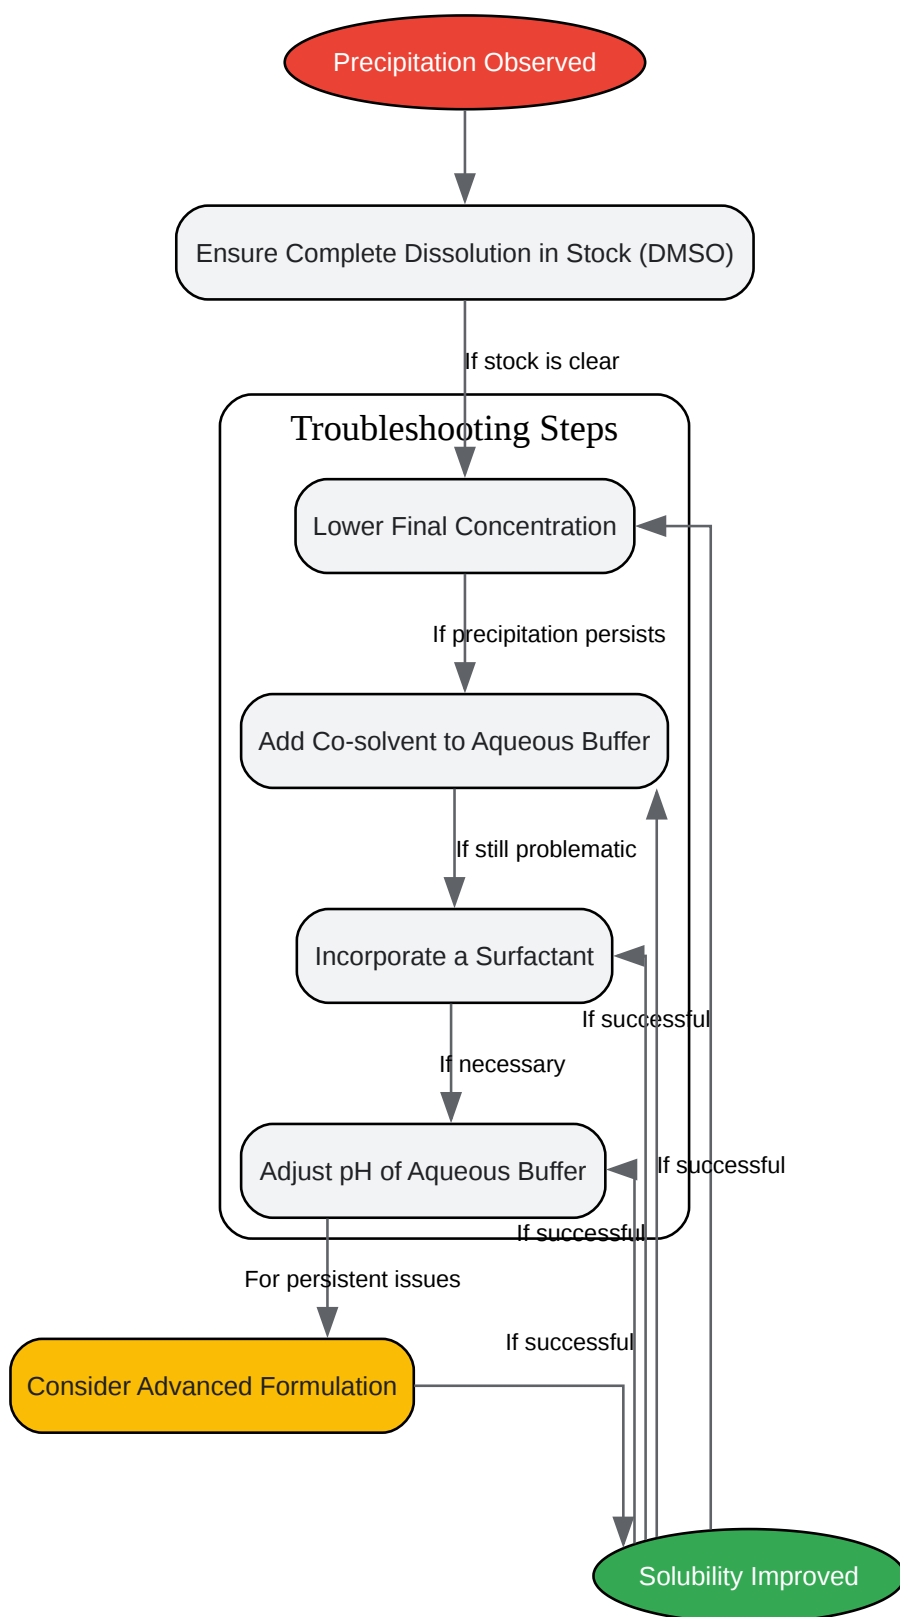 Precipitation Observed
Ensure Complete Dissolution in Stock (DMSO)
If stock is clear
Troubleshooting Steps
Lower Final Concentration
If precipitation persists
Add Co-solvent to Aqueous Buffer
If still problematic
Incorporate a Surfactant
If successful
If necessary
If successful
Adjust pH of Aqueous Buffer
If successful
For persistent issues
If successful
Consider Advanced Formulation
Solubility Improved